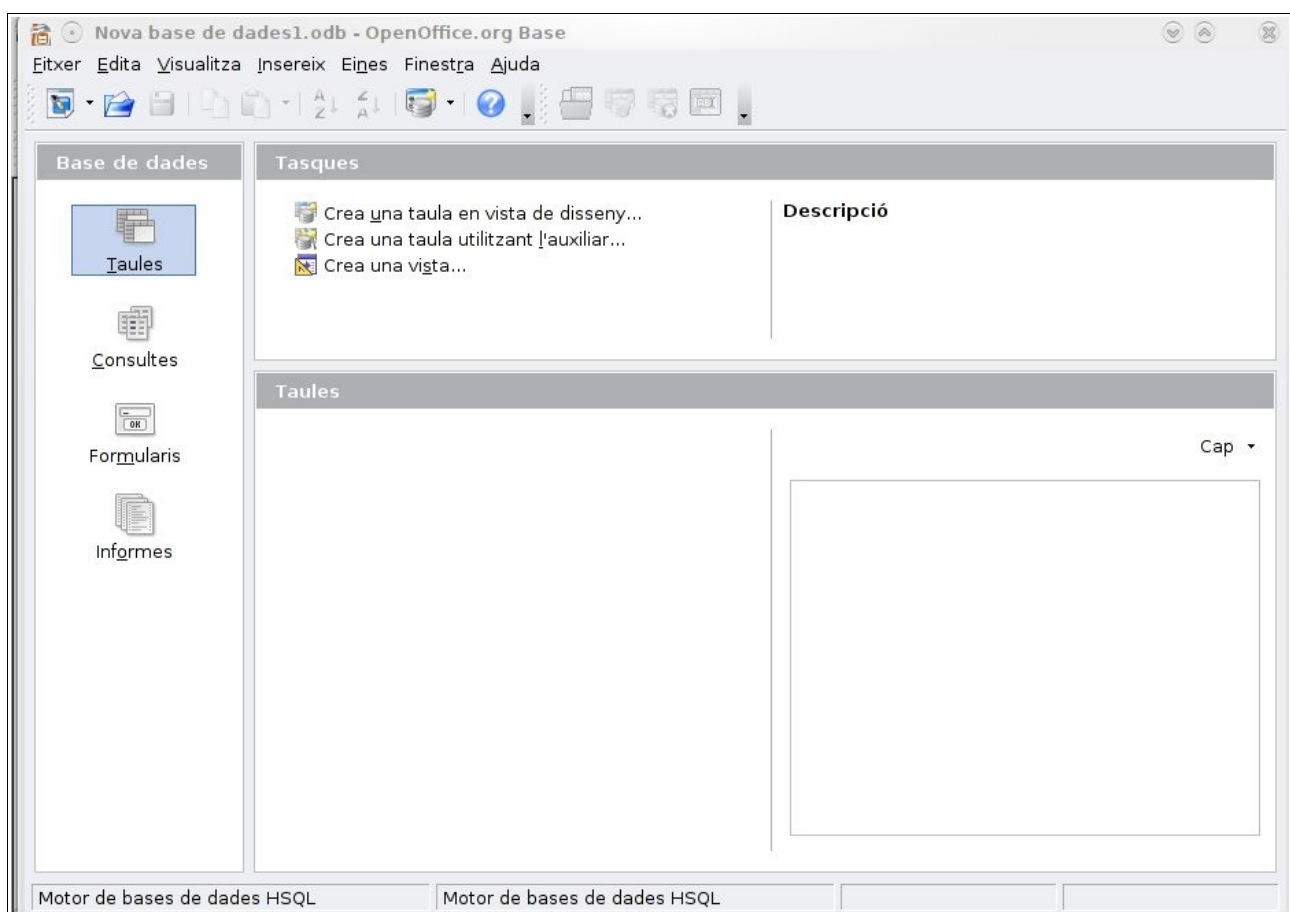 Nova base de dades1.odb - OpenOffice.org Base
Fitxer Edita Visualitza Insereix Eines Finestra Ajuda
Base de dades
Tasques
Taules
Consultes
Formularis
Informes
Crea una taula en vista de disseny...
Crea una taula utilitzant l'auxiliar...
Crea una vista...
Descripció
Taules
Cap
Motor de bases de dades HSQL
Motor de bases de dades HSQL